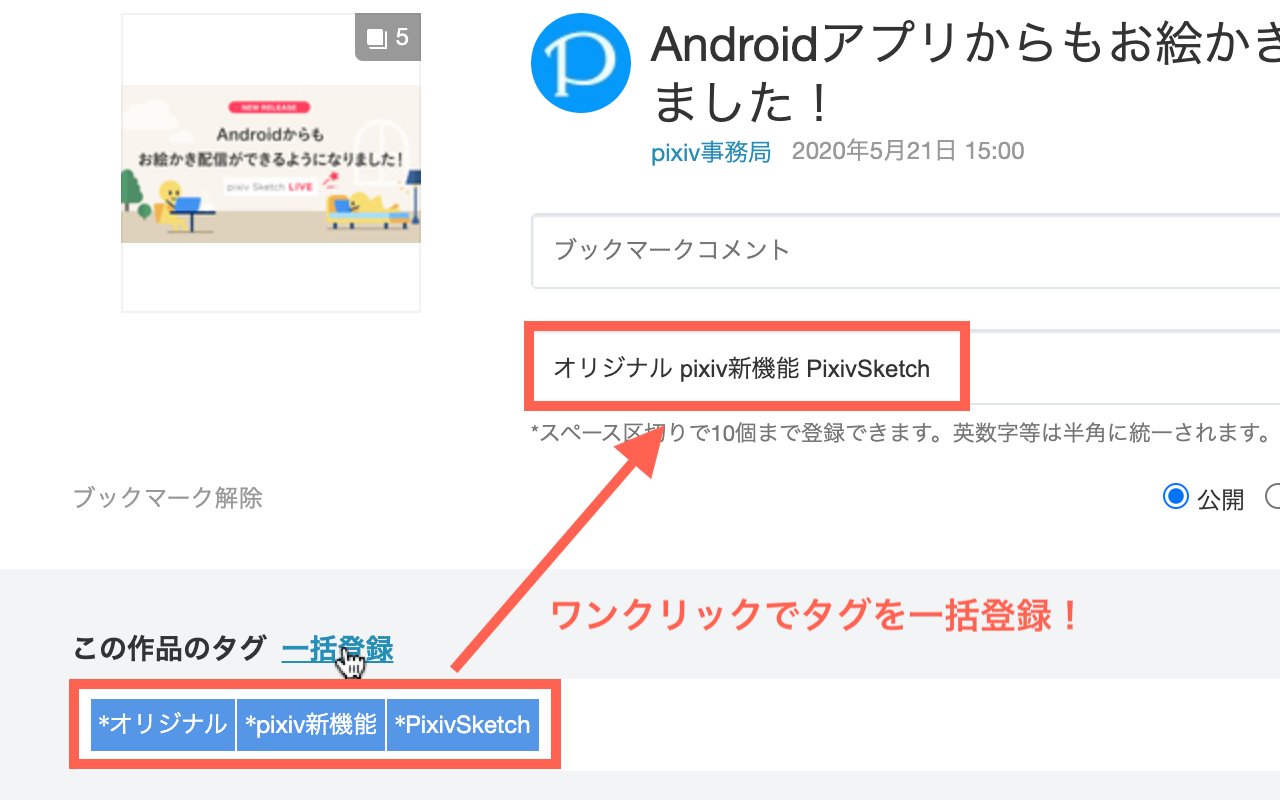 5
NEW RELEASE
Androidからも
お絵かき配信ができるようになりました！
pixiv Sketch LIVE
Androidアプリからもお絵かき
ました！
pixiv事務局 2020年5月21日 15:00
ブックマークコメント
オリジナル pixiv新機能 PixivSketch
*スペース区切りで10個まで登録できます。英数字等は半角に統一されます。
ブックマーク解除
公開
ワンクリックでタグを一括登録！
この作品のタグ 一括登録
*オリジナル *pixiv新機能 *PixivSketch